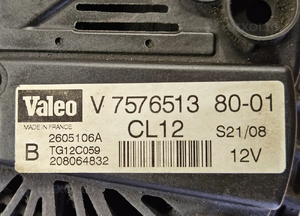 Valeo V 7576513 80-01
MADE IN FRANCE CL12 S21/08
2605106A
B TG12C059 12V
208064832